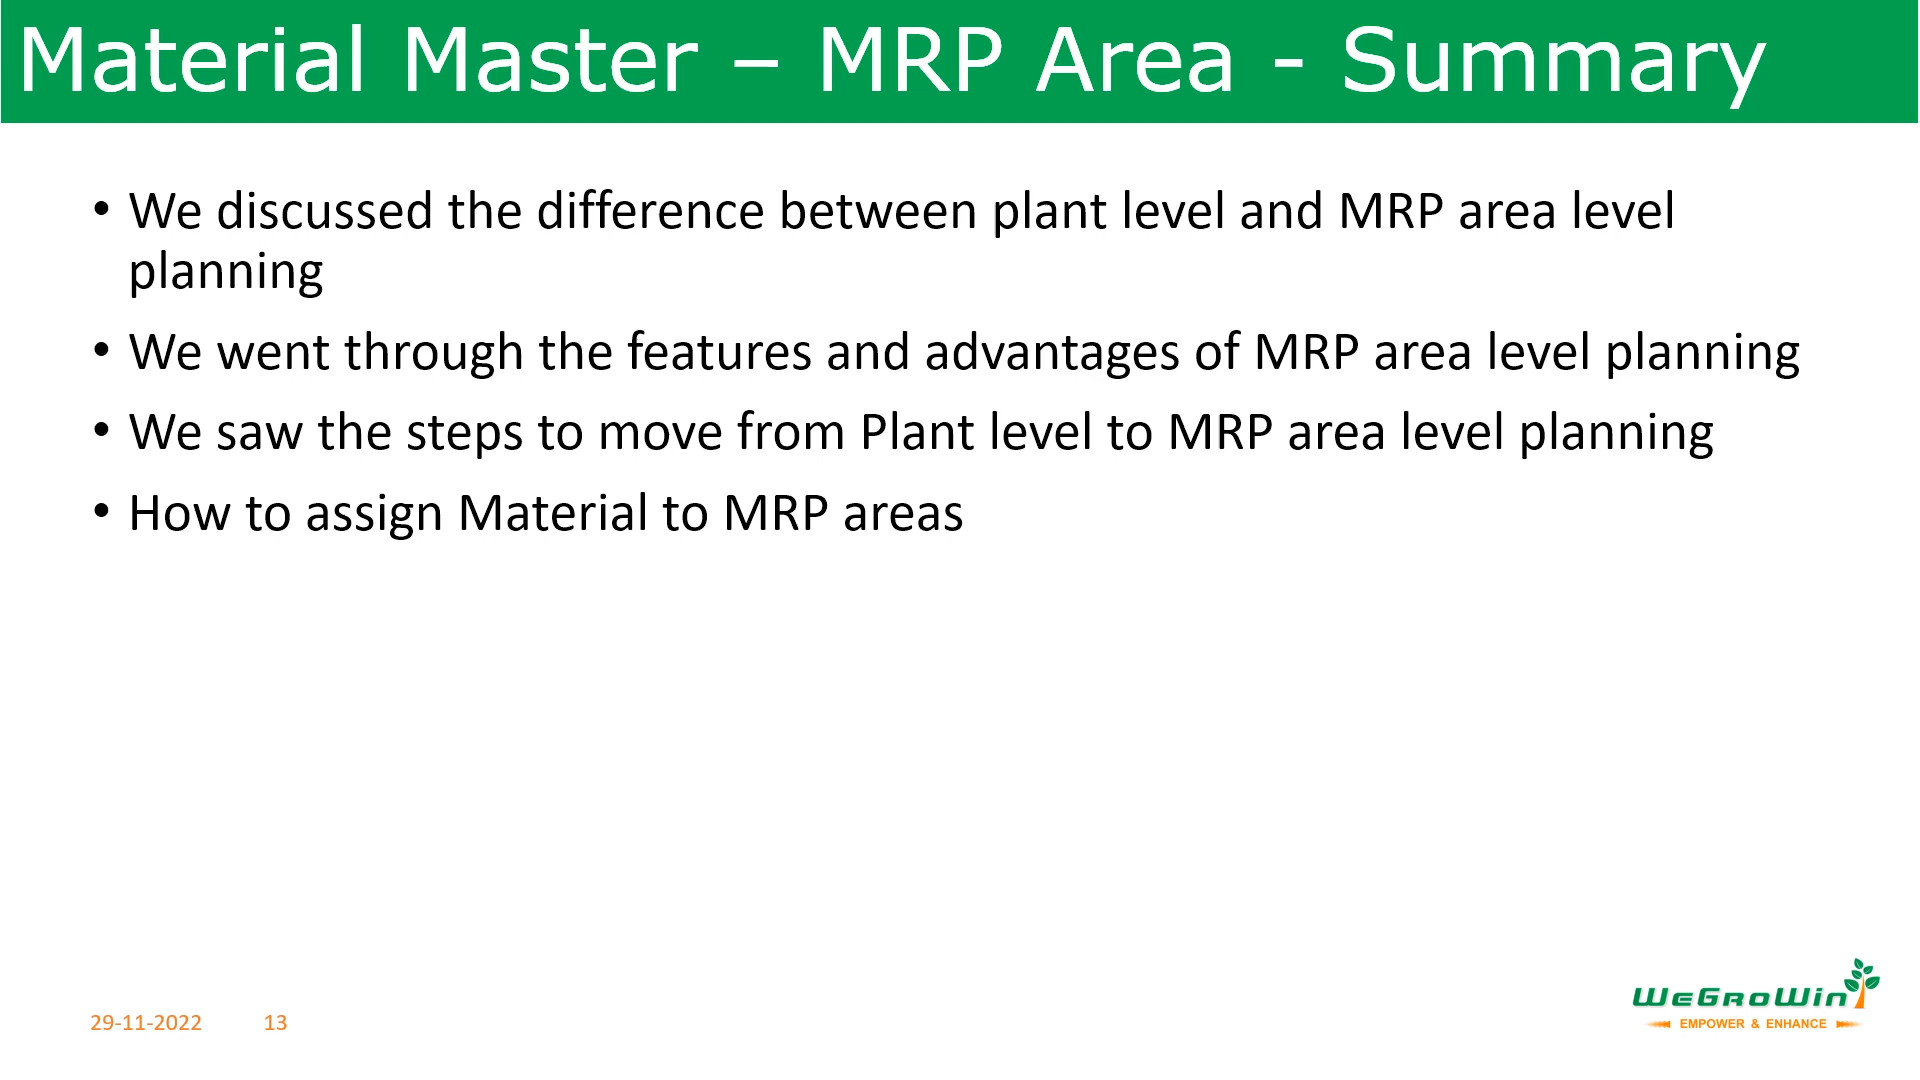 Material Master – MRP Area - Summary
• We discussed the difference between plant level and MRP area level
planning
• We went through the features and advantages of MRP area level planning
• We saw the steps to move from Plant level to MRP area level planning
• How to assign Material to MRP areas
29-11-2022 13
WeGroWin
EMPOWER & ENHANCE